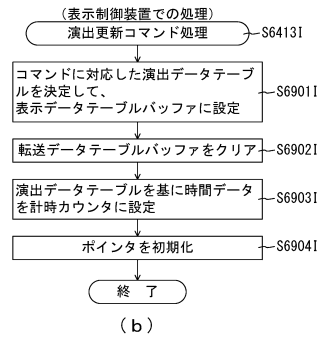 (表示制御装置での処理)
演出更新コマンド処理 S6413I
コマンドに対応した演出データテーブ
ルを決定して、
表示データテーブルバッファに設定
S6901I
転送データテーブルバッファをクリア S6902I
演出データテーブルを基に時間データ
を計時カウンタに設定
S6903I
ポインタを初期化 S6904I
終 了
(b)